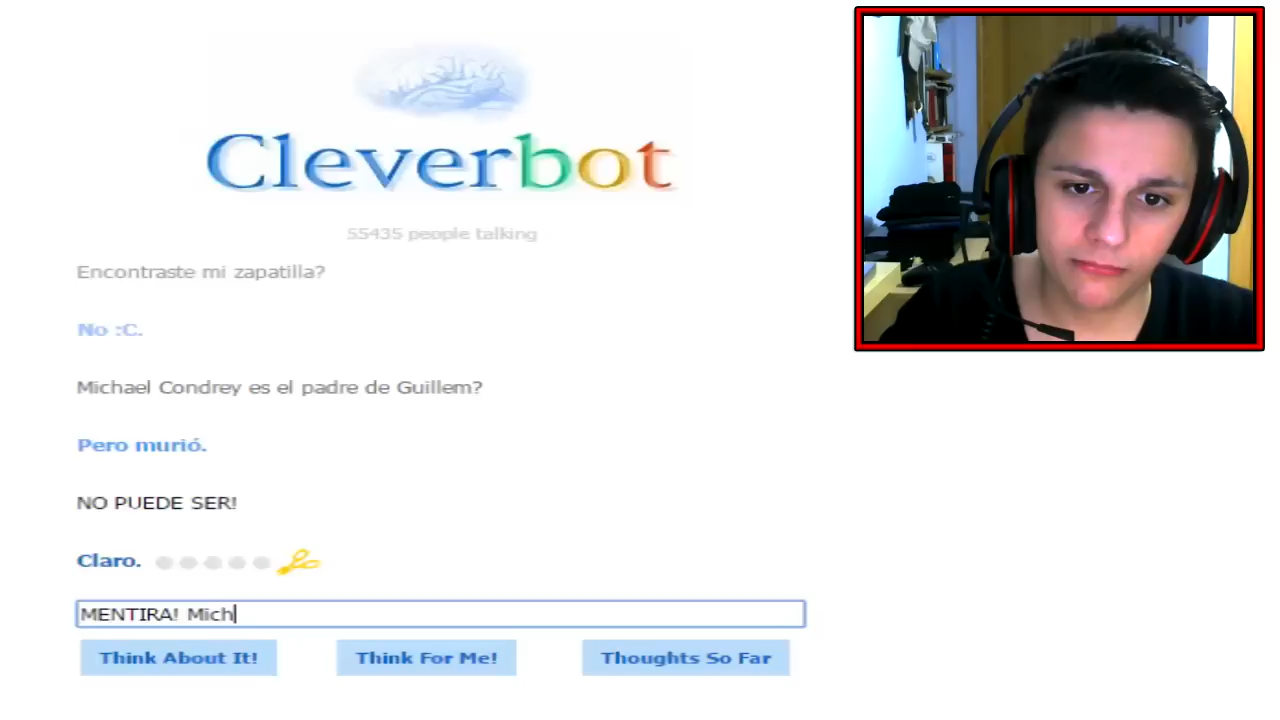 Cleverbot
55435 people talking
Encontraste mi zapatilla?
No :C.
Michael Condrey es el padre de Guillem?
Pero murió.
NO PUEDE SER!
Claro.
MENTIRA! Mich
Think About It!
Think For Me!
Thoughts So Far